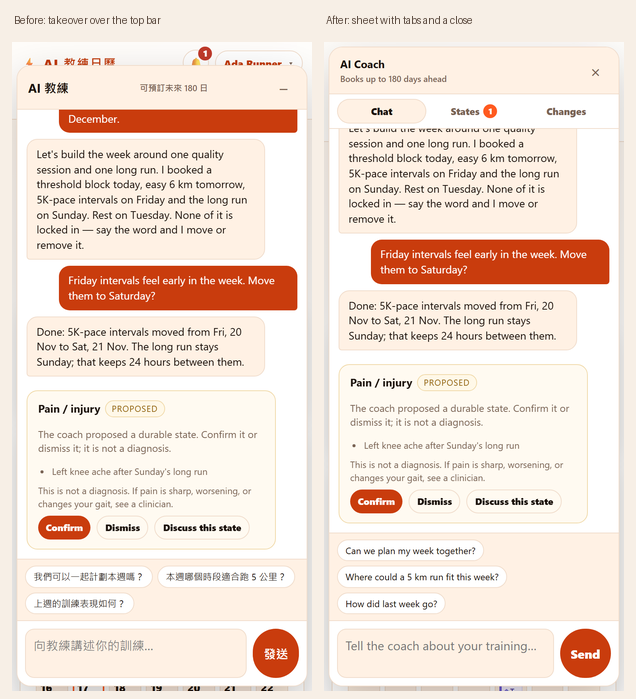 Before: takeover over the top bar
AI 教練日曆
1
Ada Runner
AI 教練
可預訂未來 180 日
December.
Let's build the week around one quality
session and one long run. I booked a
threshold block today, easy 6 km tomorrow,
5K-pace intervals on Friday and the long run
on Sunday. Rest on Tuesday. None of it is
locked in — say the word and I move or
remove it.
Friday intervals feel early in the week. Move
them to Saturday?
Done: 5K-pace intervals moved from Fri, 20
Nov to Sat, 21 Nov. The long run stays
Sunday; that keeps 24 hours between them.
Pain / injury PROPOSED
The coach proposed a durable state. Confirm it or
dismiss it; it is not a diagnosis.
• Left knee ache after Sunday's long run
This is not a diagnosis. If pain is sharp, worsening, or
changes your gait, see a clinician.
Confirm Dismiss Discuss this state
我們可以一起計劃本週嗎？ 本週哪個時段適合跑 5 公里？
上週的訓練表現如何？
向教練講述你的訓練...
發送
16 17 18 19 20 21 22
After: sheet with tabs and a close
AI Coach
Books up to 180 days ahead
Chat States 1 Changes
Let's build the week around one quality
session and one long run. I booked a
threshold block today, easy 6 km tomorrow,
5K-pace intervals on Friday and the long run
on Sunday. Rest on Tuesday. None of it is
locked in — say the word and I move or
remove it.
Friday intervals feel early in the week. Move
them to Saturday?
Done: 5K-pace intervals moved from Fri, 20
Nov to Sat, 21 Nov. The long run stays
Sunday; that keeps 24 hours between them.
Pain / injury PROPOSED
The coach proposed a durable state. Confirm it or
dismiss it; it is not a diagnosis.
• Left knee ache after Sunday's long run
This is not a diagnosis. If pain is sharp, worsening, or
changes your gait, see a clinician.
Confirm Dismiss Discuss this state
Can we plan my week together?
Where could a 5 km run fit this week?
How did last week go?
Tell the coach about your training...
Send